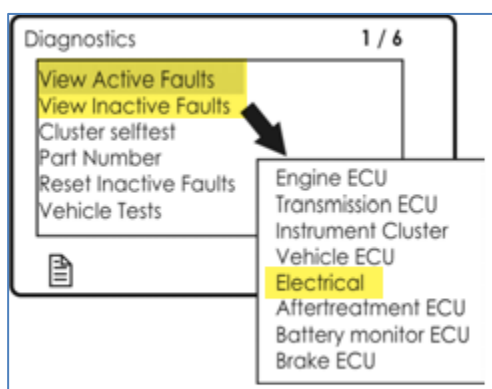 Diagnostics 1 / 6
View Active Faults
View Inactive Faults
Cluster selftest
Part Number
Reset Inactive Faults
Vehicle Tests
Engine ECU
Transmission ECU
Instrument Cluster
Vehicle ECU
Electrical
Aftertreatment ECU
Battery monitor ECU
Brake ECU